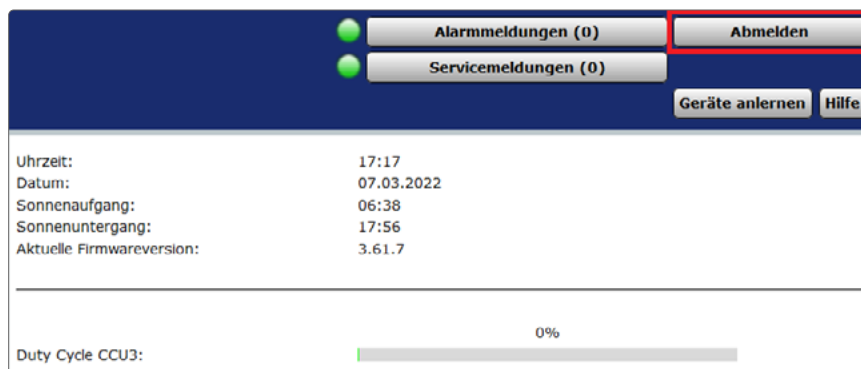 Alarmmeldungen (0) Abmelden
Servicemeldungen (0)
Geräte anlernen Hilfe
Uhrzeit: 17:17
Datum: 07.03.2022
Sonnenaufgang: 06:38
Sonnenuntergang: 17:56
Aktuelle Firmwareversion: 3.61.7
0%
Duty Cycle CCU3: